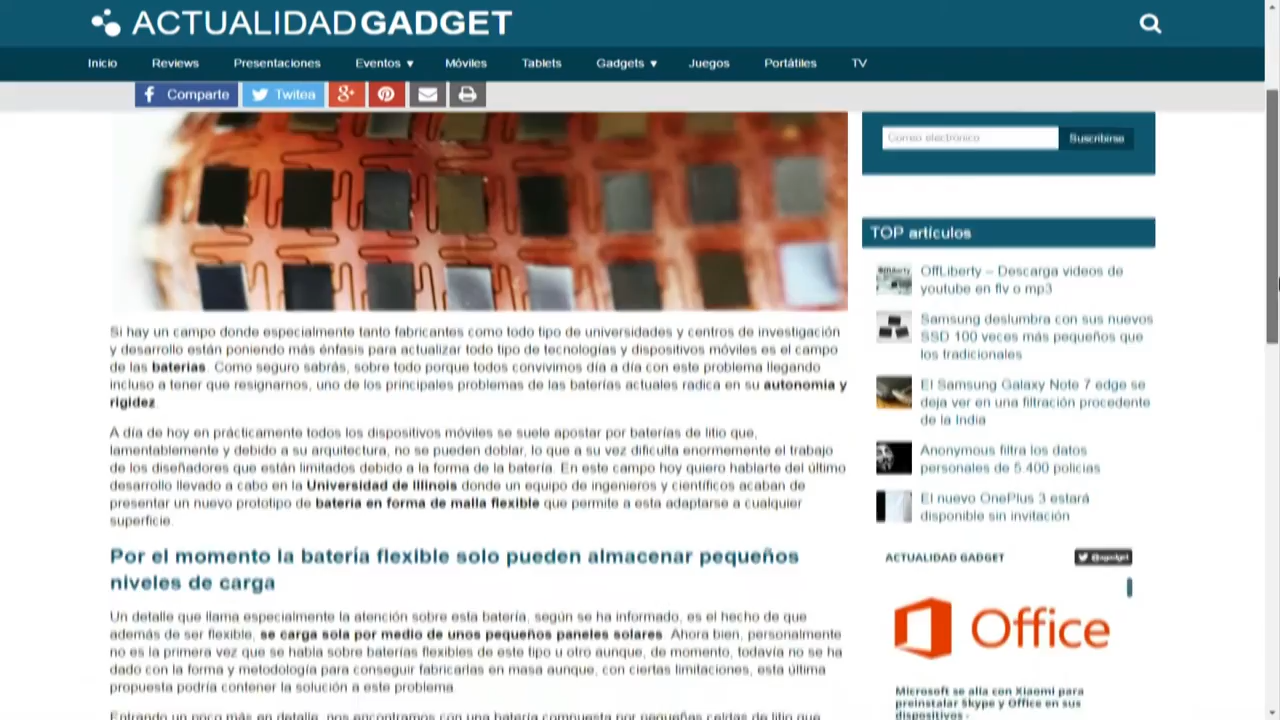 ACTUALIDADGADGET
Inicio Reviews Presentaciones Eventos Móviles Tablets Gadgets Juegos Portátiles TV
Comparte Twitea
Correo electrónico Suscribirse
Si hay un campo donde especialmente tanto fabricantes como todo tipo de universidades y centros de investigación
y desarrollo están poniendo más énfasis para actualizar todo tipo de tecnologías y dispositivos móviles es el campo
de las baterías. Como seguro sabrás, sobre todo porque todos convivimos día a día con este problema llegando
incluso a tener que resignarnos, uno de los principales problemas de las baterías actuales radica en su autonomía y
rigidez.
A día de hoy en prácticamente todos los dispositivos móviles se suele apostar por baterías de litio que,
lamentablemente y debido a su arquitectura, no se pueden doblar, lo que a su vez dificulta enormemente el trabajo
de los diseñadores que están limitados debido a la forma de la batería. En este campo hoy quiero hablarte del último
desarrollo llevado a cabo en la Universidad de Illinois donde un equipo de ingenieros y científicos acaban de
presentar un nuevo prototipo de batería en forma de malla flexible que permite a esta adaptarse a cualquier
superficie.
Por el momento la batería flexible solo pueden almacenar pequeños
niveles de carga
Un detalle que llama especialmente la atención sobre esta batería, según se ha informado, es el hecho de que
además de ser flexible, se carga sola por medio de unos pequeños paneles solares. Ahora bien, personalmente
no es la primera vez que se habla sobre baterías flexibles de este tipo u otro aunque, de momento, todavía no se ha
dado con la forma y metodología para conseguir fabricarlas en masa aunque, con ciertas limitaciones, esta última
propuesta podría contener la solución a este problema.
Entrando un poco más en detalle, nos encontramos con una batería compuesta por pequeñas celdas de litio que
TOP artículos
OffLiberty – Descarga videos de
youtube en flv o mp3
Samsung deslumbra con sus nuevos
SSD 100 veces más pequeños que
los tradicionales
El Samsung Galaxy Note 7 edge se
deja ver en una filtración procedente
de la India
Anonymous filtra los datos
personales de 5.400 policías
El nuevo OnePlus 3 estará
disponible sin invitación
ACTUALIDAD GADGET
Office
Microsoft se alía con Xiaomi para
preinstalar Skype y Office en sus
dispositivos -